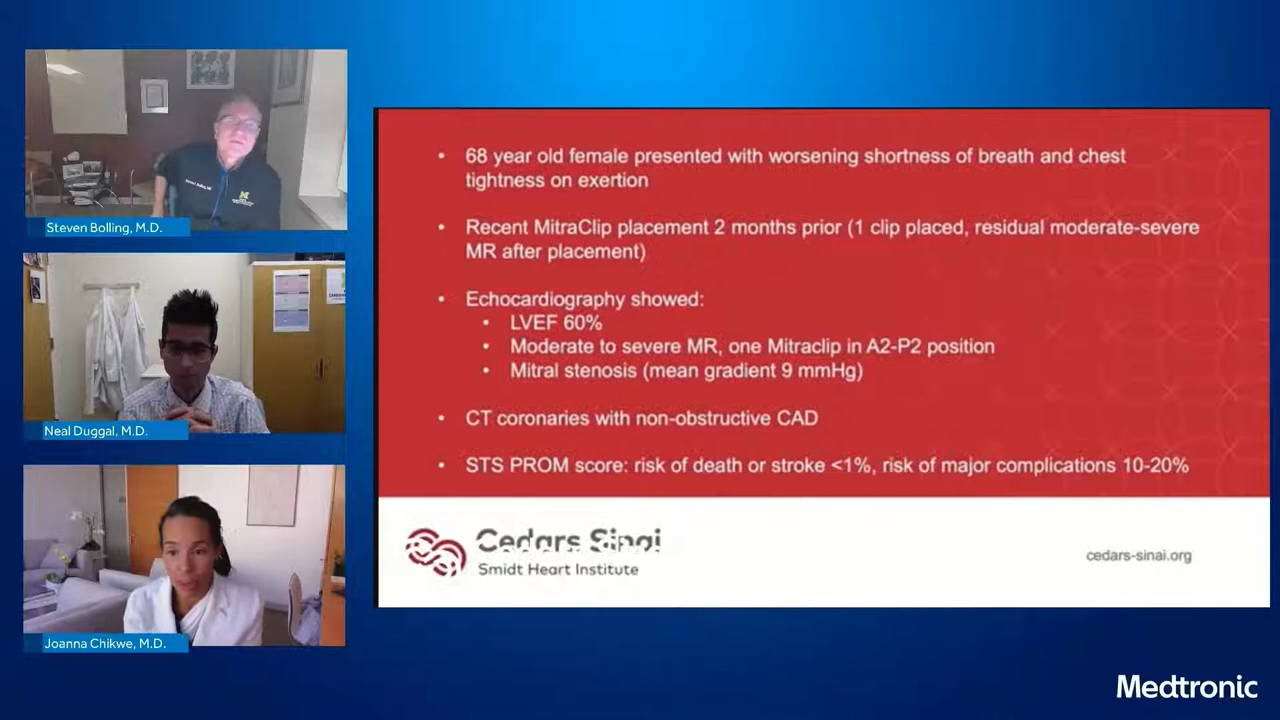 Steven Bolling, M.D.
Neal Duggal, M.D.
Joanna Chikwe, M.D.
• 68 year old female presented with worsening shortness of breath and chest
tightness on exertion
• Recent MitraClip placement 2 months prior (1 clip placed, residual moderate-severe
MR after placement)
• Echocardiography showed:
• LVEF 60%
• Moderate to severe MR, one Mitraclip in A2-P2 position
• Mitral stenosis (mean gradient 9 mmHg)
• CT coronaries with non-obstructive CAD
• STS PROM score: risk of death or stroke <1%, risk of major complications 10-20%
Cedars Sinai
Smidt Heart Institute
cedars-sinai.org
Medtronic